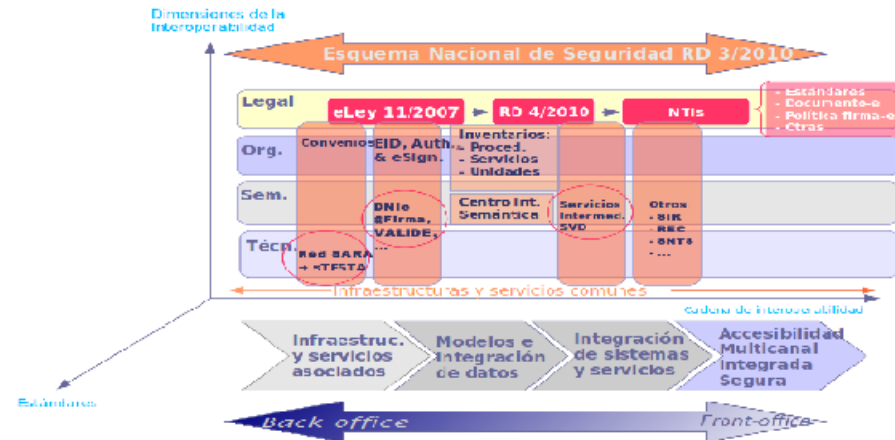 Dimensiones de la
Interoperabilidad
Esquema Nacional de Seguridad RD 3/2010
Legal
eLey 11/2007
RD 4/2010
NTIs
- Estándares
- Documento-e
- Política firma-e
- Otras
Org.
Convenios
EID, Auth.
& eSign.
Inventarios:
- Proced.
- Servicios
- Unidades
Sem.
DNIe
@Firma,
VALIDE,
...
Centro Int.
Semántica
Servicios
Intermed.
SVD
Otros
- SIR
- REC
- SNTS
- ...
Técn.
Red SARA
→ sTESTA
Infraestructuras y servicios comunes
Cadena de interoperabilidad
Infraestruc.
y servicios
asociados
Modelos e
Integración
de datos
Integración
de sistemas
y servicios
Accesibilidad
Multicanal
Integrada
Segura
Estándares
Back office
Front-office